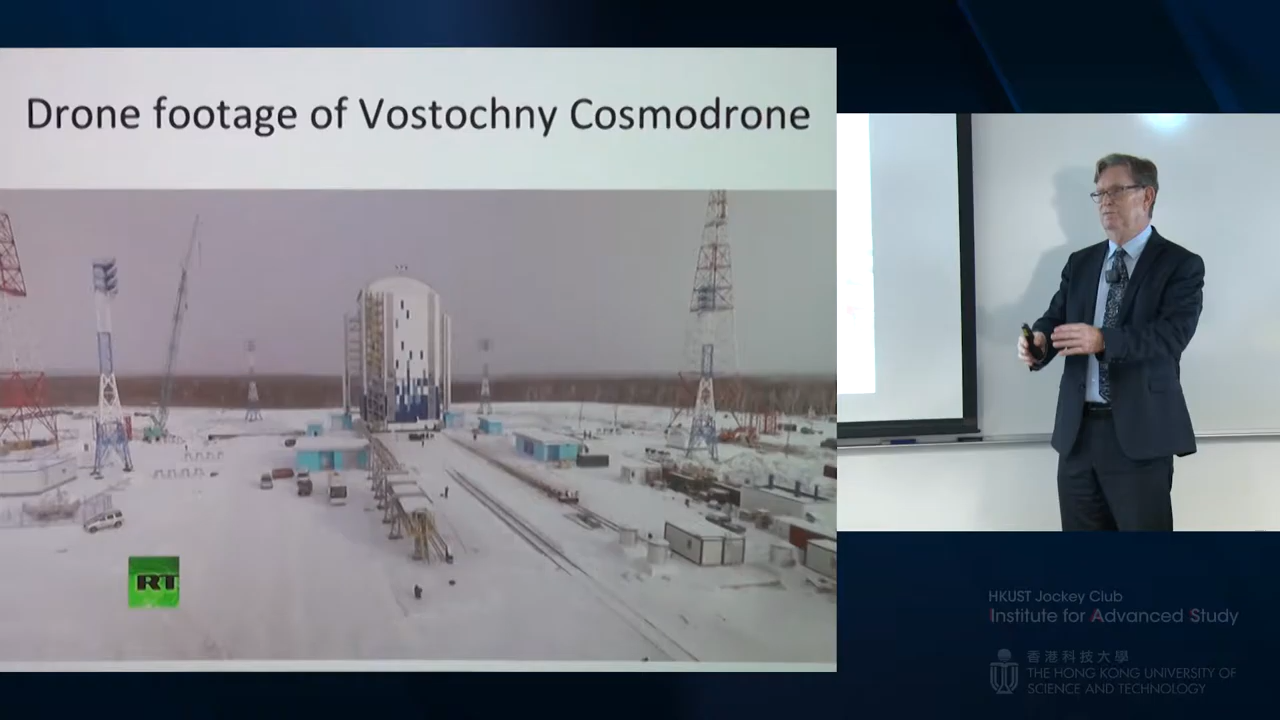 Drone footage of Vostochny Cosmodrone
RT
HKUST Jockey Club
Institute for Advanced Study
香港科技大學
THE HONG KONG UNIVERSITY OF
SCIENCE AND TECHNOLOGY